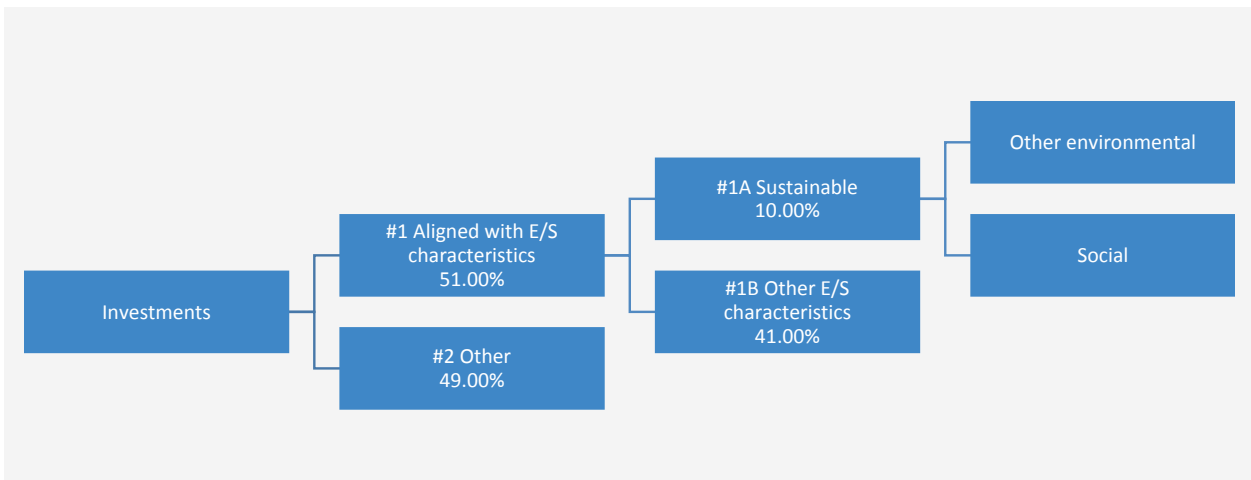 Investments
#1 Aligned with E/S
characteristics
51.00%
#2 Other
49.00%
#1A Sustainable
10.00%
#1B Other E/S
characteristics
41.00%
Other environmental
Social